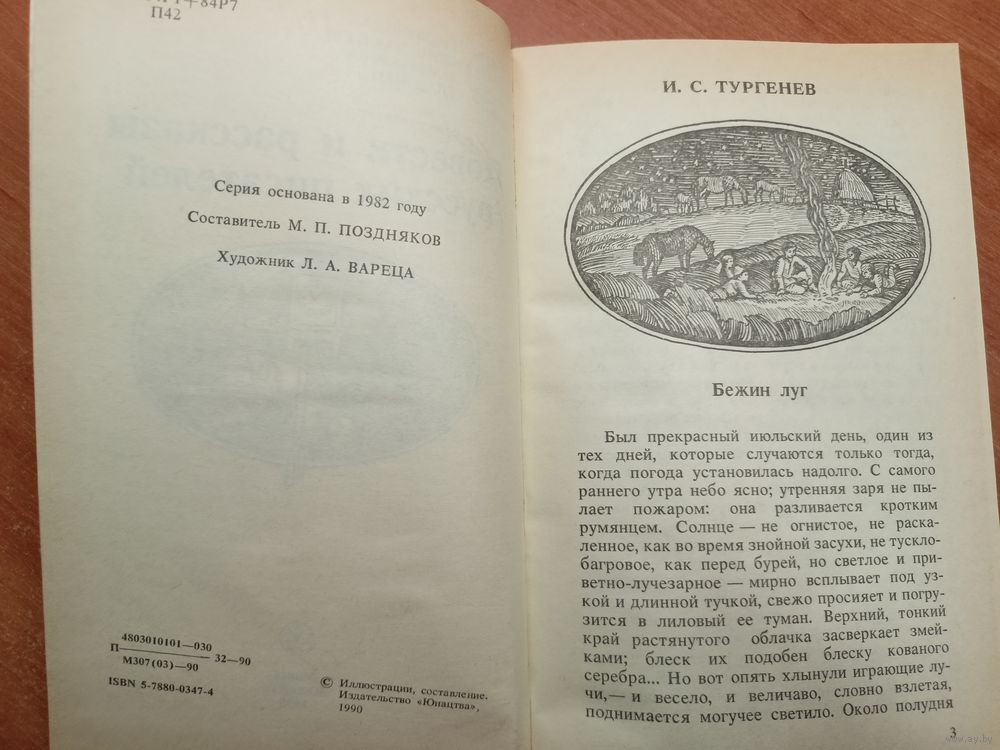 84Р7
П42
Серия основана в 1982 году
Составитель М. П. ПОЗДНЯКОВ
Художник Л. А. ВАРЕЦА
4803010101—030
П 32—90
М307(03)—90
ISBN 5-7880-0347-4
© Иллюстрации, составление.
Издательство «Юнацтва»,
1990
И. С. ТУРГЕНЕВ
Бежин луг
Был прекрасный июльский день, один из
тех дней, которые случаются только тогда,
когда погода установилась надолго. С самого
раннего утра небо ясно; утренняя заря не пы-
лает пожаром: она разливается кротким
румянцем. Солнце — не огнистое, не раска-
ленное, как во время знойной засухи, не тускло-
багровое, как перед бурей, но светлое и при-
ветно-лучезарное — мирно всплывает под уз-
кой и длинной тучкой, свежо просияет и погру-
зится в лиловый ее туман. Верхний, тонкий
край растянутого облачка засверкает змей-
ками; блеск их подобен блеску кованого
серебра... Но вот опять хлынули играющие лу-
чи,— и весело, и величаво, словно взлетая,
поднимается могучее светило. Около полудня
3
www.ay.by